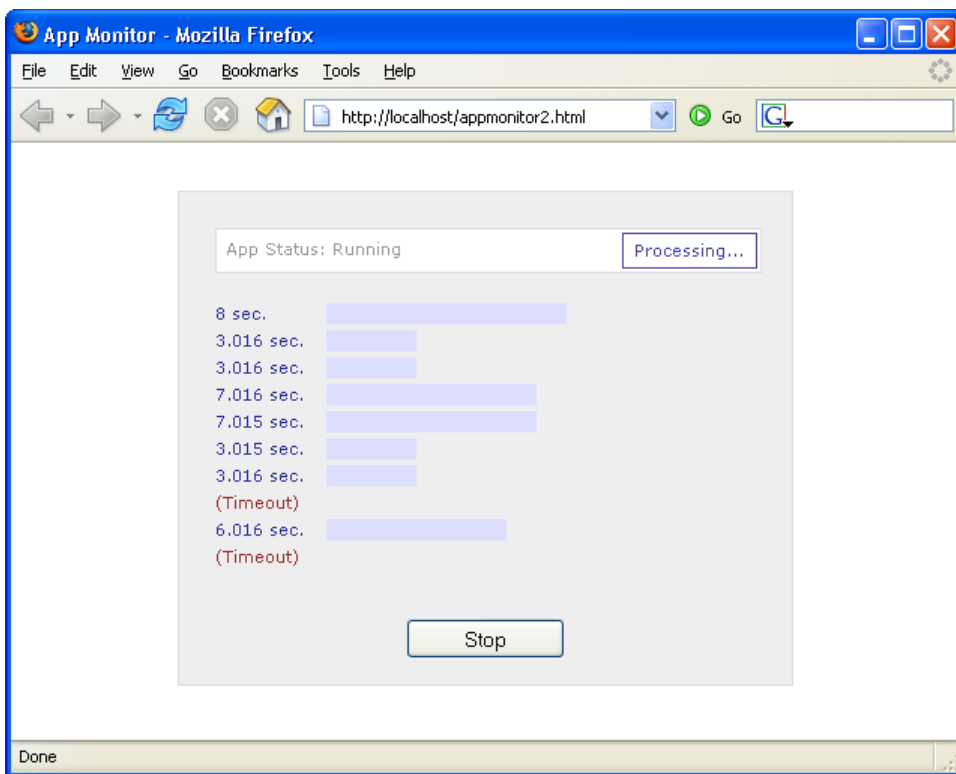 App Monitor - Mozilla Firefox
File Edit View Go Bookmarks Tools Help
http://localhost/appmonitor2.html Go G
App Status: Running Processing...
8 sec.
3.016 sec.
3.016 sec.
7.016 sec.
7.015 sec.
3.015 sec.
3.016 sec.
(Timeout)
6.016 sec.
(Timeout)
Stop
Done